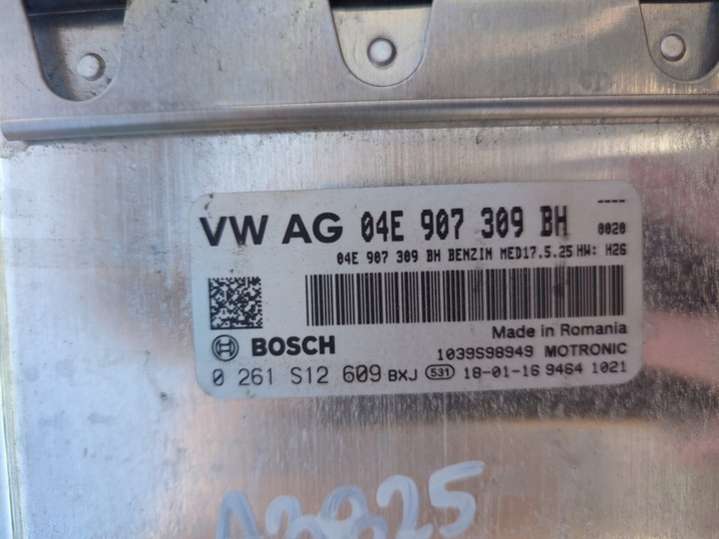 ----
VW AG 04E 907 309 BH 0020
04E 907 309 BH BENZIN MED17.5.25 HW: H26
Made in Romania
BOSCH 1039S98949 MOTRONIC
0 261 S12 609 BXJ 531 18-01-16 9464 1021
A3825